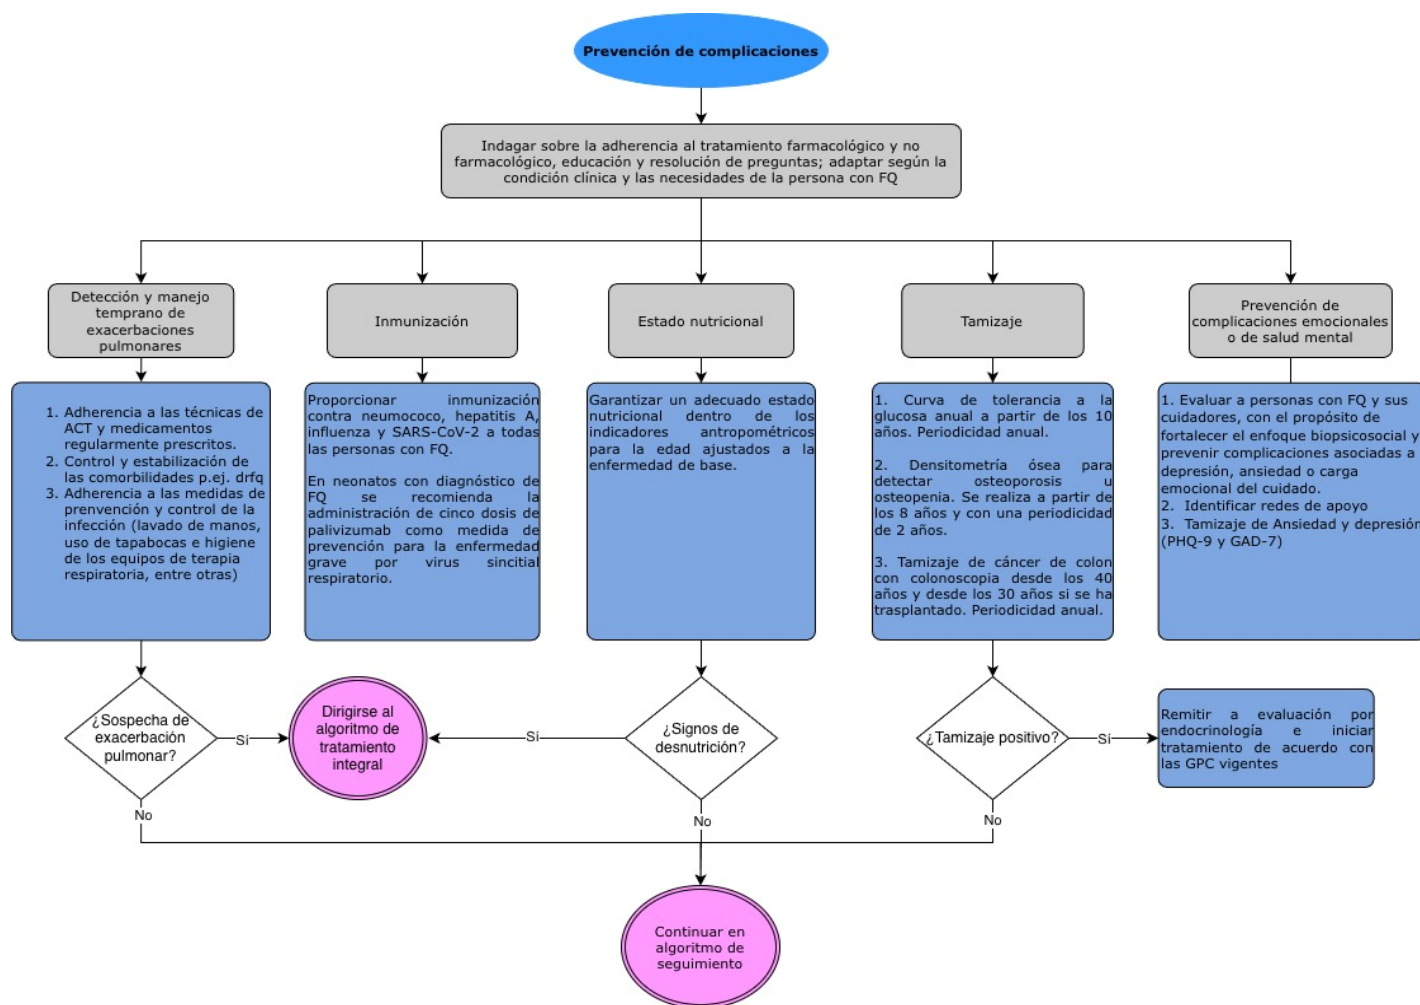 Prevención de complicaciones
Indagar sobre la adherencia al tratamiento farmacológico y no
farmacológico, educación y resolución de preguntas; adaptar según la
condición clínica y las necesidades de la persona con FQ
Detección y manejo
temprano de
exacerbaciones
pulmonares
Inmunización
Estado nutricional
Tamizaje
Prevención de
complicaciones emocionales
o de salud mental
1. Adherencia a las técnicas de
ACT y medicamentos
regularmente prescritos.
2. Control y estabilización de
las comorbilidades p.ej. drfq
3. Adherencia a las medidas de
prenvención y control de la
infección (lavado de manos,
uso de tapabocas e higiene
de los equipos de terapia
respiratoria, entre otras)
Proporcionar inmunización
contra neumococo, hepatitis A,
influenza y SARS-CoV-2 a todas
las personas con FQ.
En neonatos con diagnóstico de
FQ se recomienda la
administración de cinco dosis de
palivizumab como medida de
prevención para la enfermedad
grave por virus sincitial
respiratorio.
Garantizar un adecuado estado
nutricional dentro de los
indicadores antropométricos
para la edad ajustados a la
enfermedad de base.
1. Curva de tolerancia a la
glucosa anual a partir de los 10
años. Periodicidad anual.
2. Densitometría ósea para
detectar osteoporosis u
osteopenia. Se realiza a partir de
los 8 años y con una periodicidad
de 2 años.
3. Tamizaje de cáncer de colon
con colonoscopia desde los 40
años y desde los 30 años si se ha
trasplantado. Periodicidad anual.
1. Evaluar a personas con FQ y sus
cuidadores, con el propósito de
fortalecer el enfoque biopsicosocial y
prevenir complicaciones asociadas a
depresión, ansiedad o carga
emocional del cuidado.
2. Identificar redes de apoyo
3. Tamizaje de Ansiedad y depresión
(PHQ-9 y GAD-7)
¿Sospecha de
exacerbación
pulmonar?
Sí
Dirigirse al
algoritmo de
tratamiento
integral
Sí
¿Signos de
desnutrición?
¿Tamizaje positivo?
Sí
Remitir a evaluación por
endocrinología e iniciar
tratamiento de acuerdo con
las GPC vigentes
No
No
No
Continuar en
algoritmo de
seguimiento